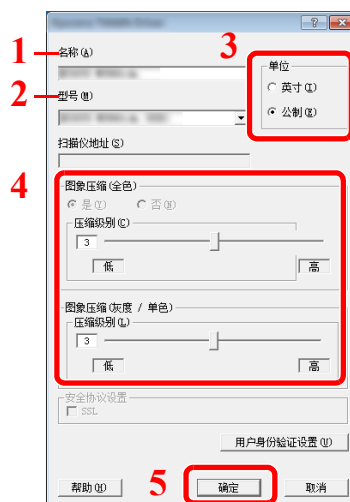 1 名称(A)
3
单位
英寸(I)
公制(E)
2 型号(M)
扫描仪地址(S)
4
图象压缩(全色)
是(Y) 否(N)
压缩级别(C)
3
低 高
图象压缩(灰度 / 单色)
压缩级别(L)
3
低 高
安全协议设置
SSL
用户身份验证设置(U)
帮助(H) 5 确定 取消